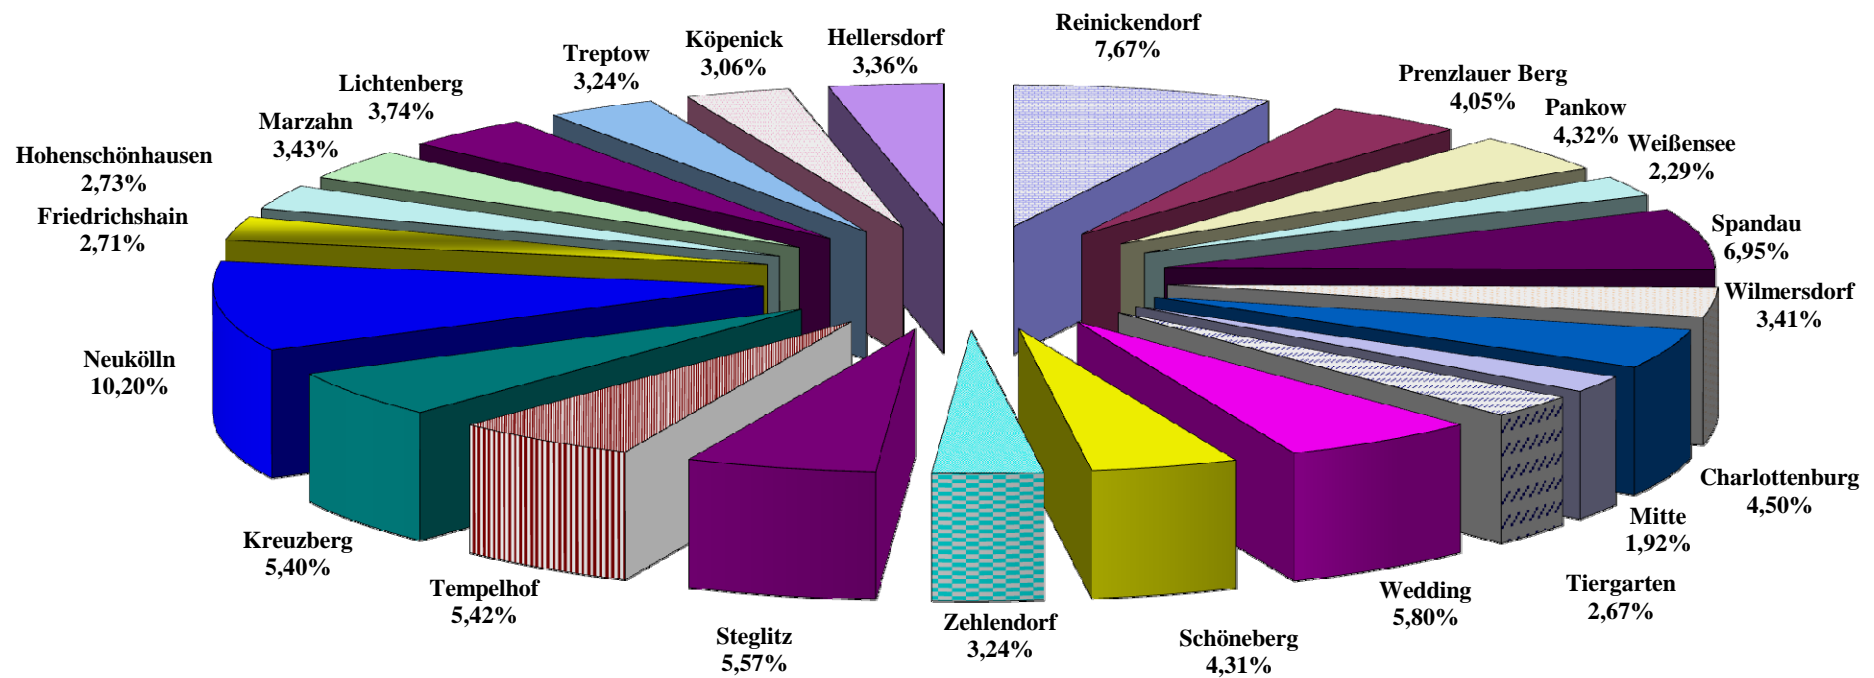 Reinickendorf
7,67%
Prenzlauer Berg
4,05%
Pankow
4,32%
Weißensee
2,29%
Spandau
6,95%
Wilmersdorf
3,41%
Charlottenburg
4,50%
Mitte
1,92%
Tiergarten
2,67%
Wedding
5,80%
Schöneberg
4,31%
Zehlendorf
3,24%
Steglitz
5,57%
Tempelhof
5,42%
Kreuzberg
5,40%
Neukölln
10,20%
Friedrichshain
2,71%
Hohenschönhausen
2,73%
Marzahn
3,43%
Lichtenberg
3,74%
Treptow
3,24%
Köpenick
3,06%
Hellersdorf
3,36%